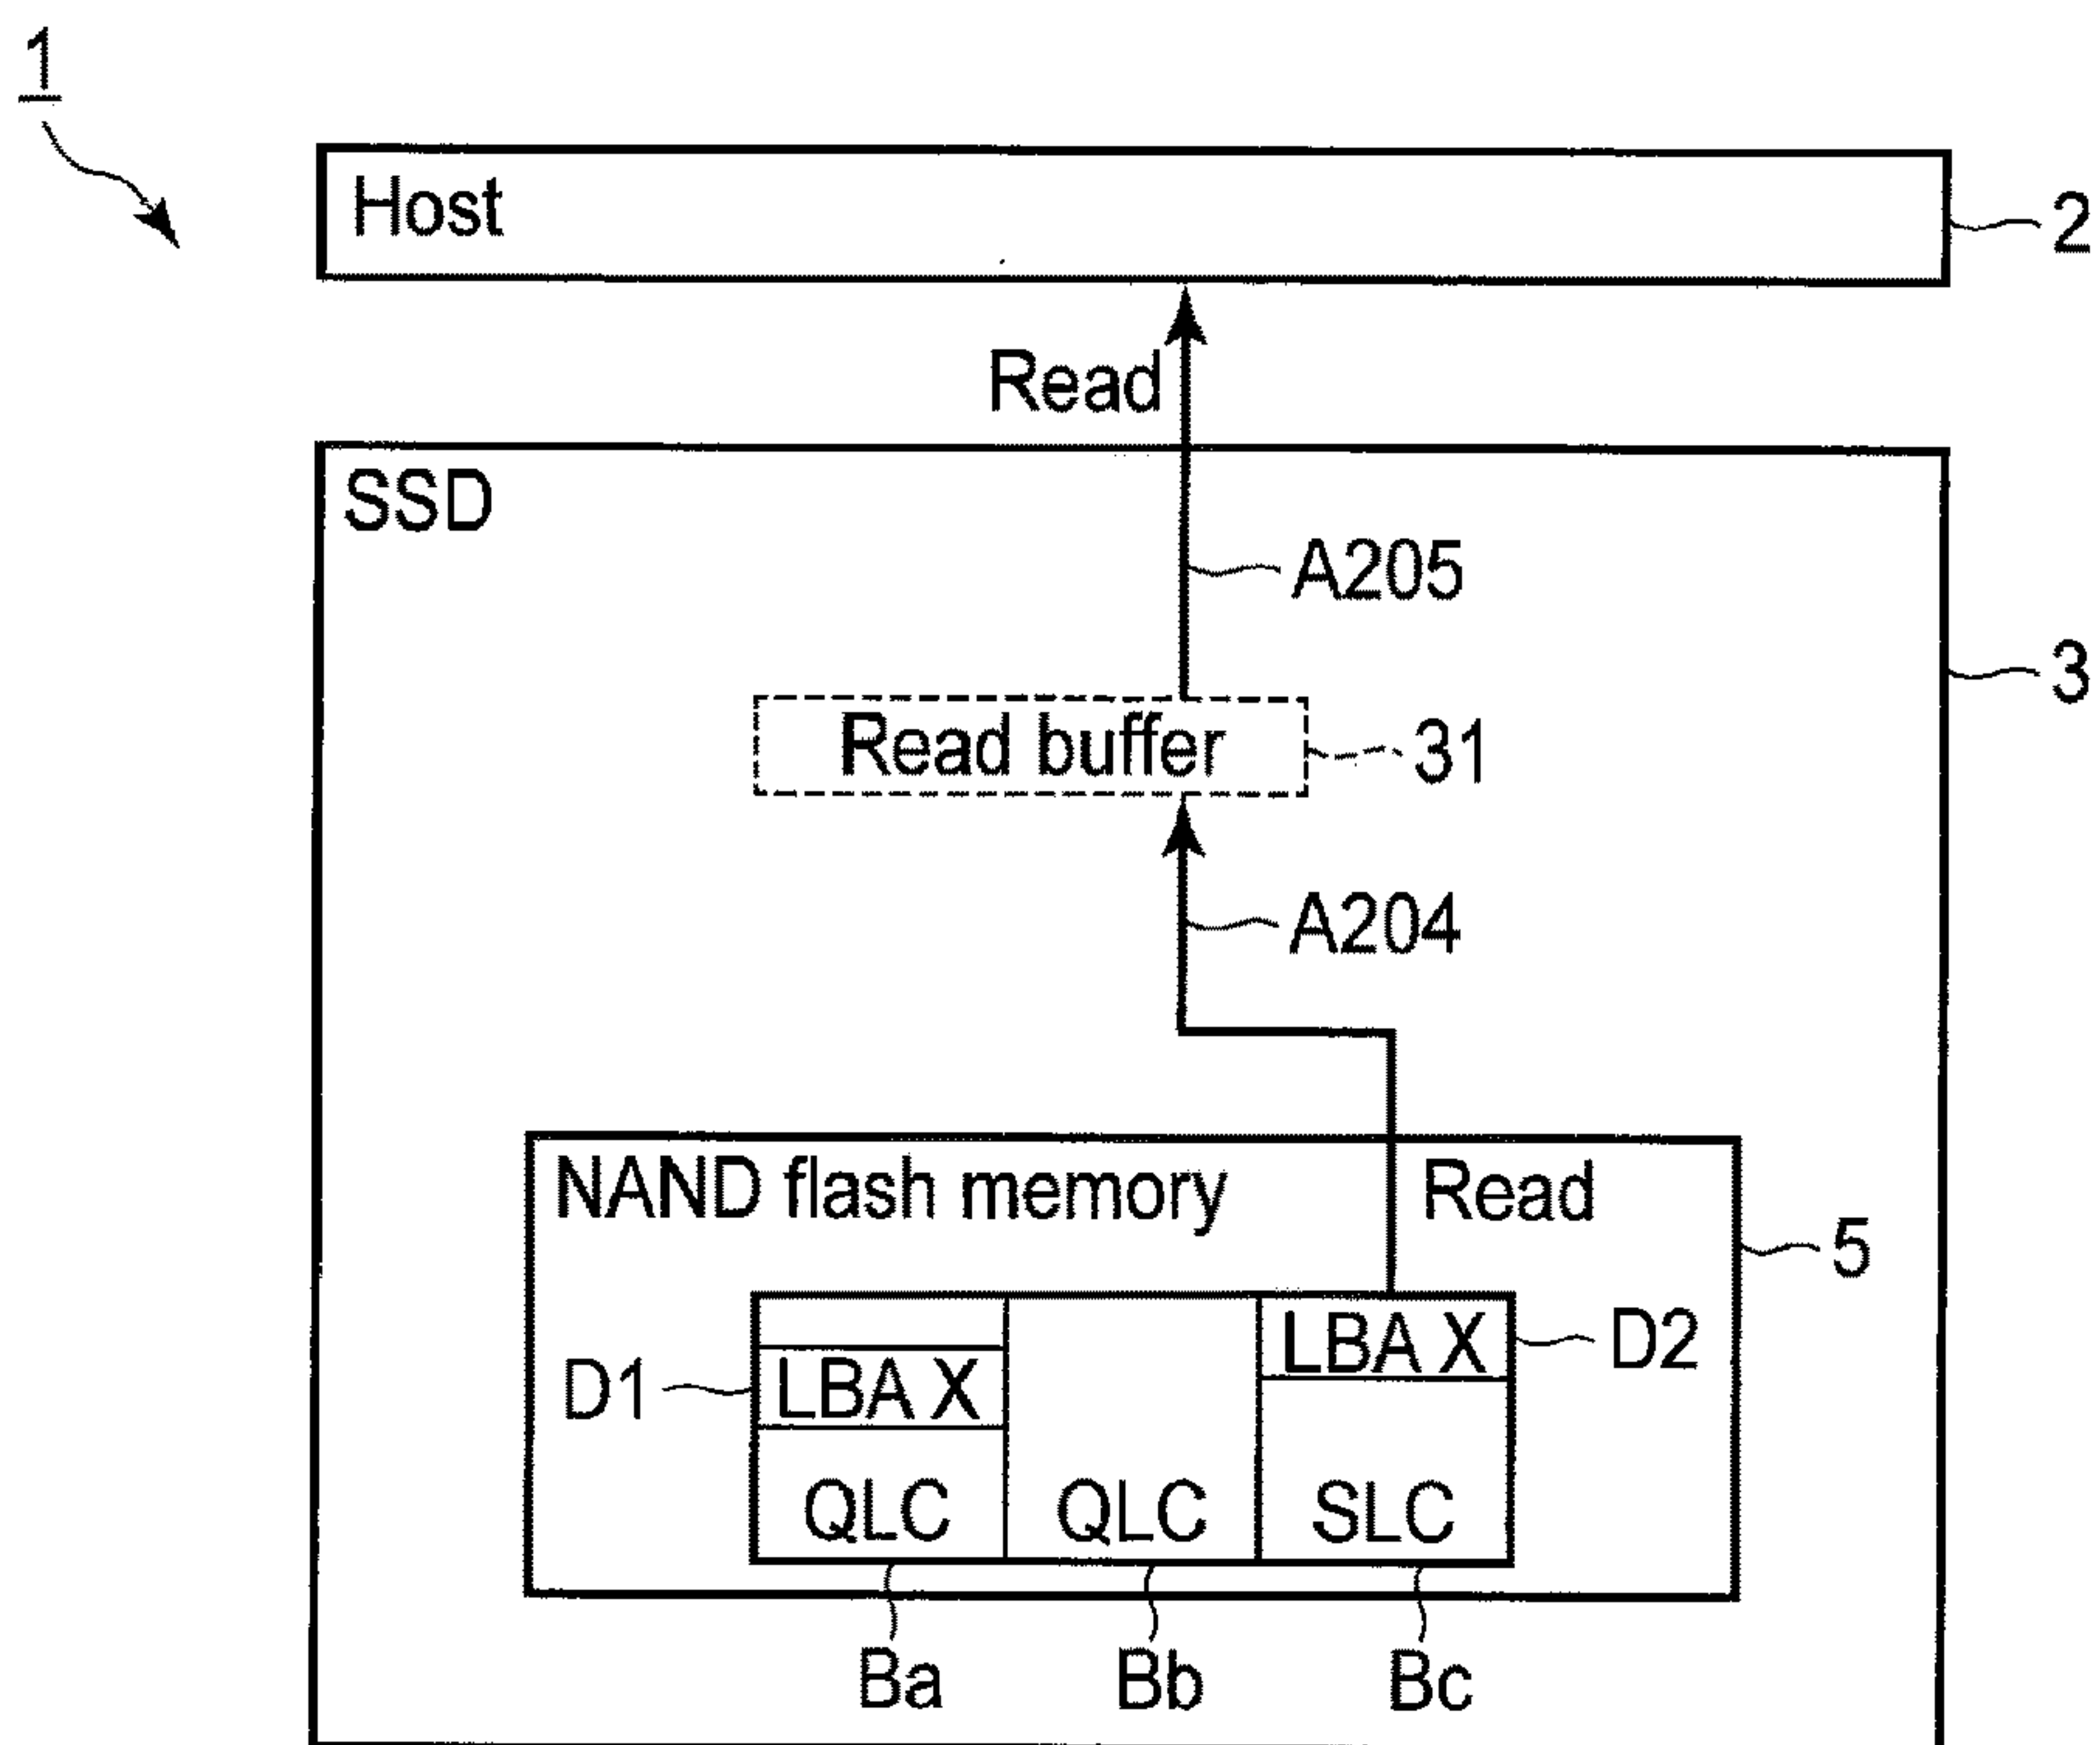 1
Host
2
Read
SSD
A205
3
Read buffer
31
A204
NAND flash memory
Read
5
LBA X
D2
D1
LBA X
QLC
QLC
SLC
Ba
Bb
Bc